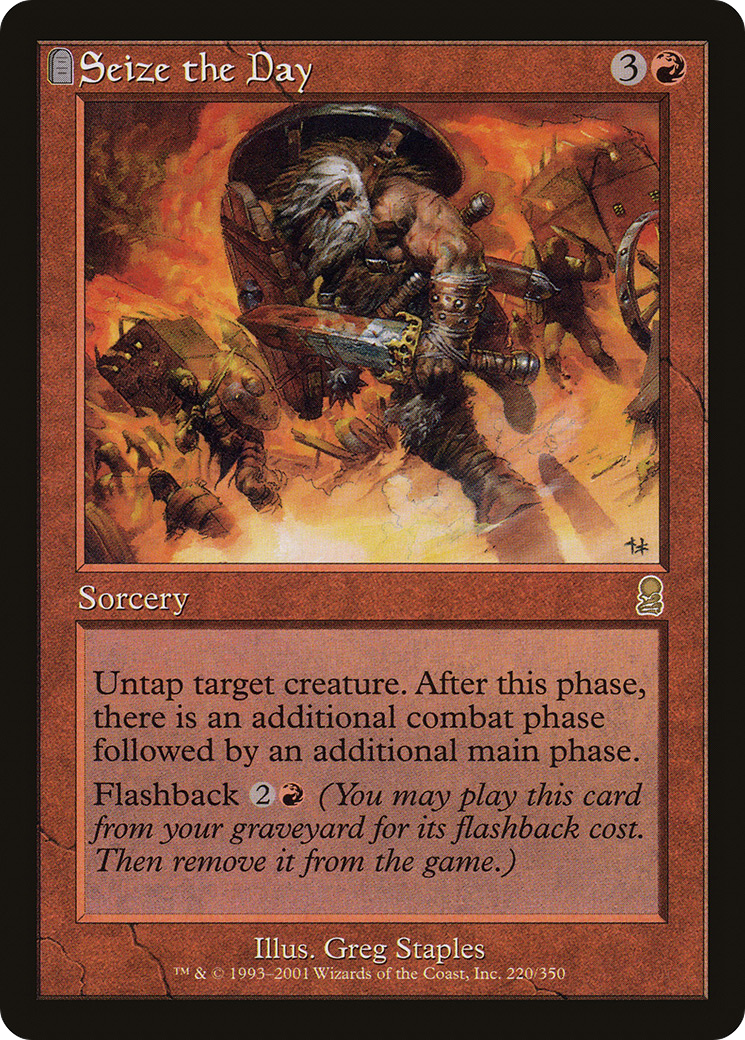 Seize the Day 3
Sorcery
Untap target creature. After this phase,
there is an additional combat phase
followed by an additional main phase.
Flashback 2 (You may play this card
from your graveyard for its flashback cost.
Then remove it from the game.)
Illus. Greg Staples
™ & © 1993–2001 Wizards of the Coast, Inc. 220/350